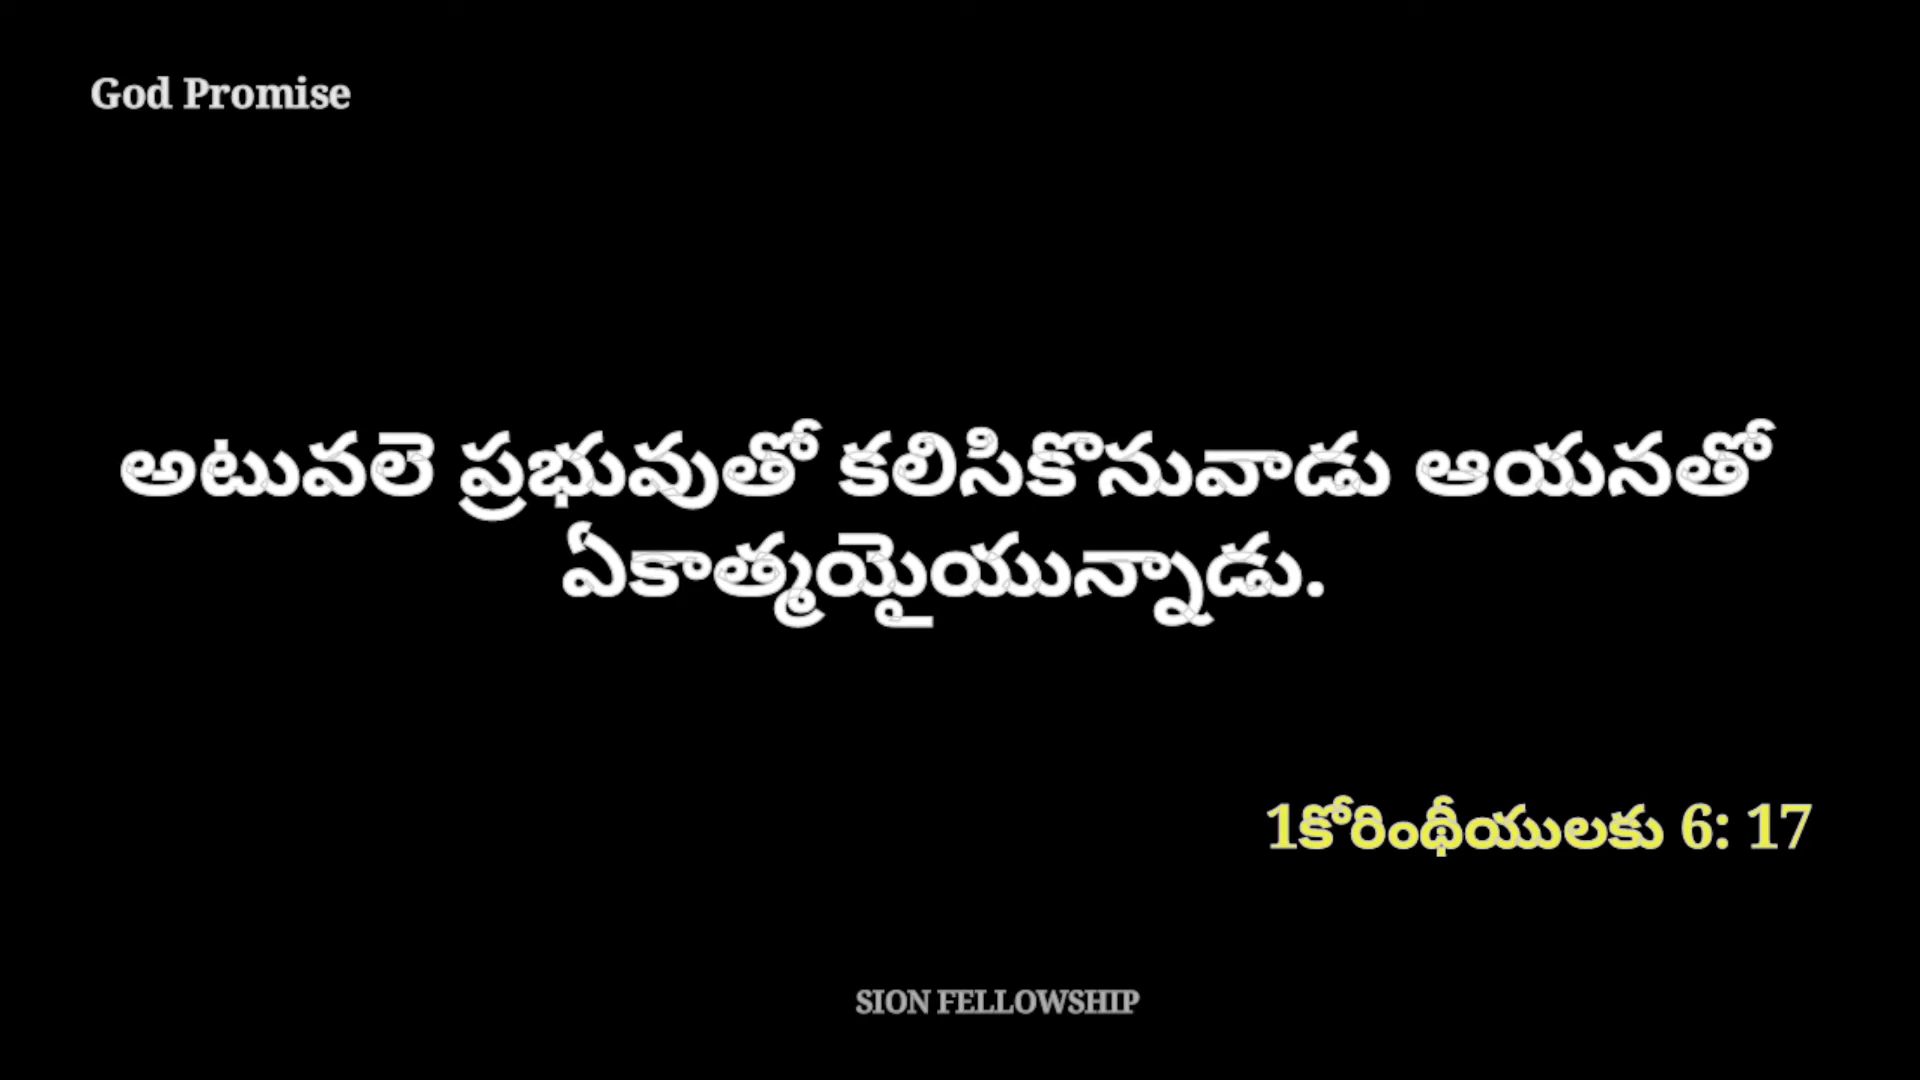 God Promise
అటువలె ప్రభువుతో కలిసికొనువాడు ఆయనతో
ఏకాత్మయ్యైయున్నాడు.
1కోరింథీయులకు 6: 17
SION FELLOWSHIP